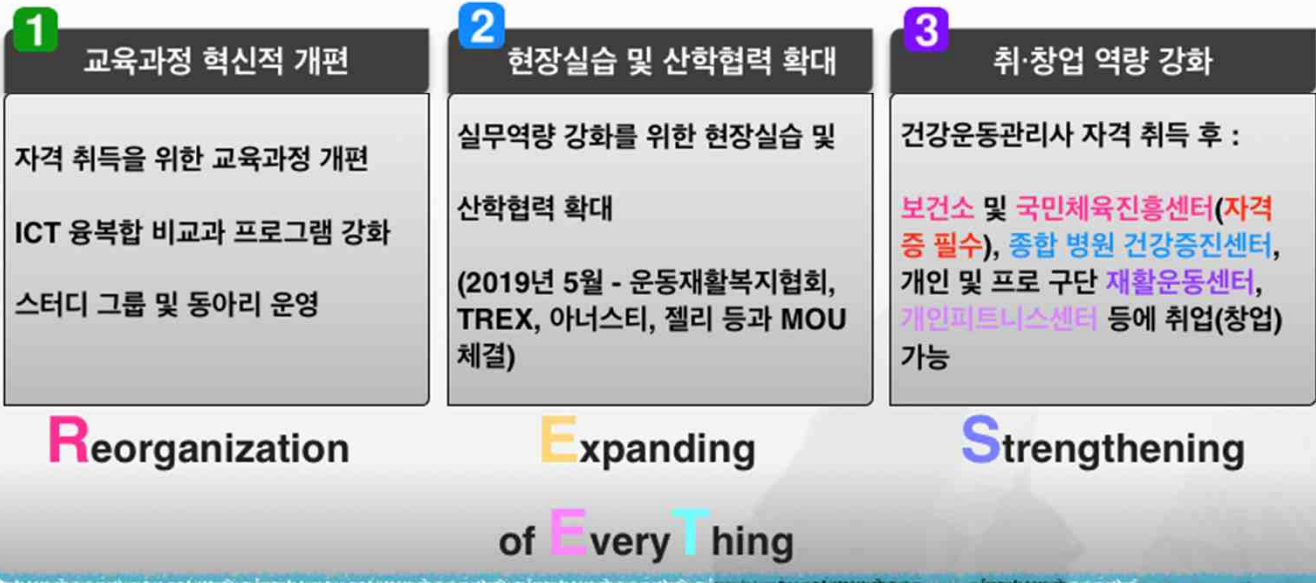 1
교육과정 혁신적 개편
자격 취득을 위한 교육과정 개편
ICT 융복합 비교과 프로그램 강화
스터디 그룹 및 동아리 운영
Reorganization
2
현장실습 및 산학협력 확대
실무역량 강화를 위한 현장실습 및
산학협력 확대
(2019년 5월 - 운동재활복지협회,
TREX, 아너스티, 젤리 등과 MOU
체결)
Expanding
3
취·창업 역량 강화
건강운동관리사 자격 취득 후 :
보건소 및 국민체육진흥센터(자격
증 필수), 종합 병원 건강증진센터,
개인 및 프로 구단 재활운동센터,
개인피트니스센터 등에 취업(창업)
가능
Strengthening
of EveryThing